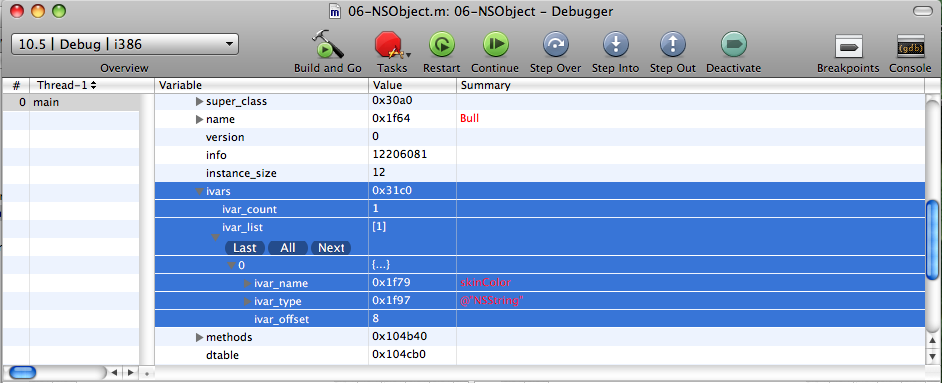 06-NSObject.m: 06-NSObject – Debugger
10.5 | Debug | i386
{gdb}
Overview Build and Go Tasks Restart Continue Step Over Step Into Step Out Deactivate Breakpoints Console
# Thread-1 Variable Value Summary
0 main super_class 0x30a0
name 0x1f64 Bull
version 0
info 12206081
instance_size 12
ivars 0x31c0
ivar_count 1
ivar_list [1]
Last All Next
0 {...}
ivar_name 0x1f79 skinColor
ivar_type 0x1f97 @"NSString"
ivar_offset 8
methods 0x104b40
dtable 0x104cb0